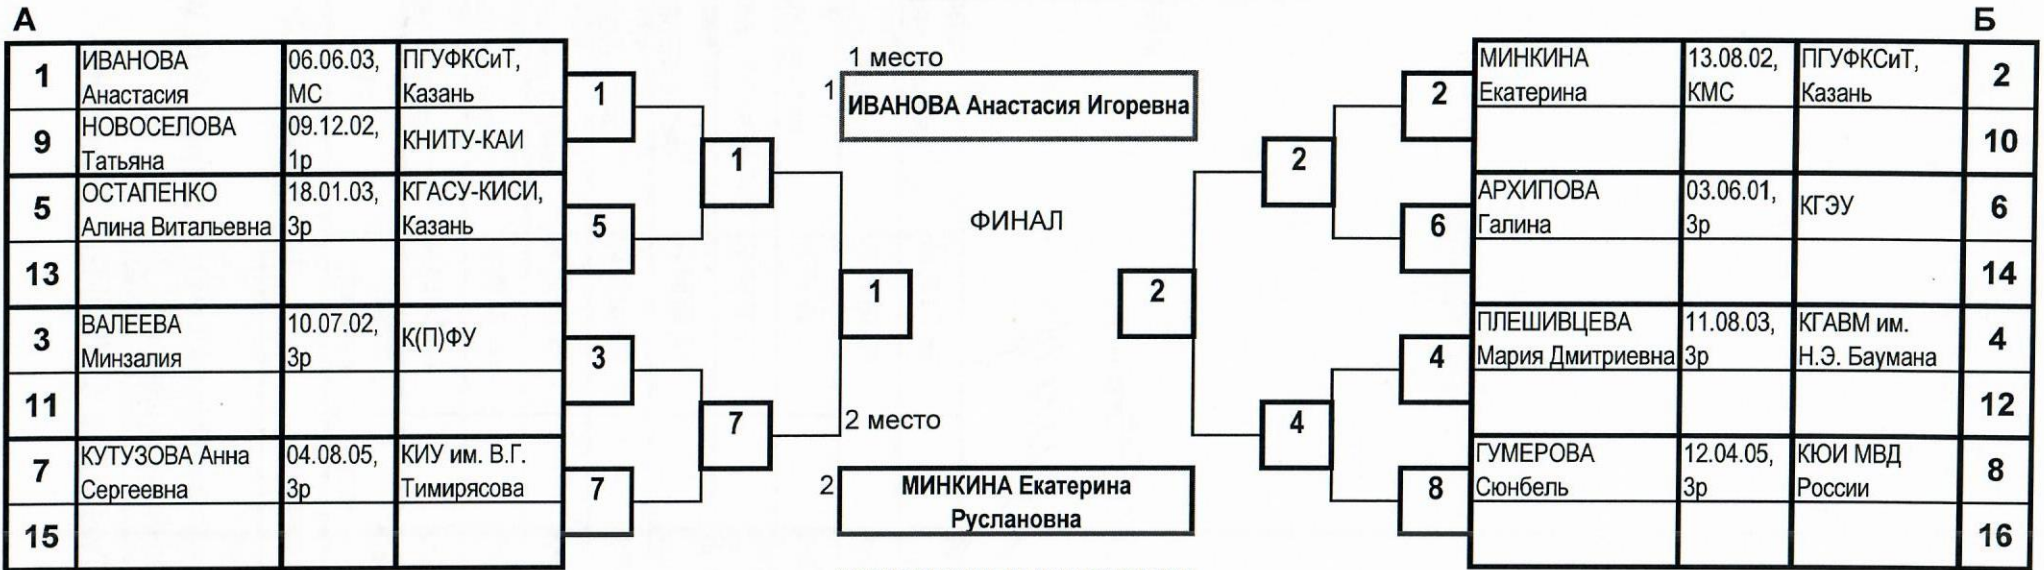 А
Б
1 ИВАНОВА Анастасия 06.06.03, МС ПГУФКСиТ, Казань
9 НОВОСЕЛОВА Татьяна 09.12.02, 1р КНИТУ-КАИ
5 ОСТАПЕНКО Алина Витальевна 18.01.03, 3р КГАСУ-КИСИ, Казань
13
3 ВАЛЕЕВА Минзалия 10.07.02, 3р К(П)ФУ
11
7 КУТУЗОВА Анна Сергеевна 04.08.05, 3р КИУ им. В.Г. Тимирясова
15
1
5
3
7
1
7
1
1 место
1 ИВАНОВА Анастасия Игоревна
ФИНАЛ
2 место
2 МИНКИНА Екатерина
Руслановна
2
2
4
2
6
4
8
МИНКИНА Екатерина 13.08.02, КМС ПГУФКСиТ, Казань 2
10
АРХИПОВА Галина 03.06.01, 3р КГЭУ 6
14
ПЛЕШИВЦЕВА Мария Дмитриевна 11.08.03, 3р КГАВМ им. Н.Э. Баумана 4
12
ГУМЕРОВА Сюнбель 12.04.05, 3р КЮИ МВД России 8
16